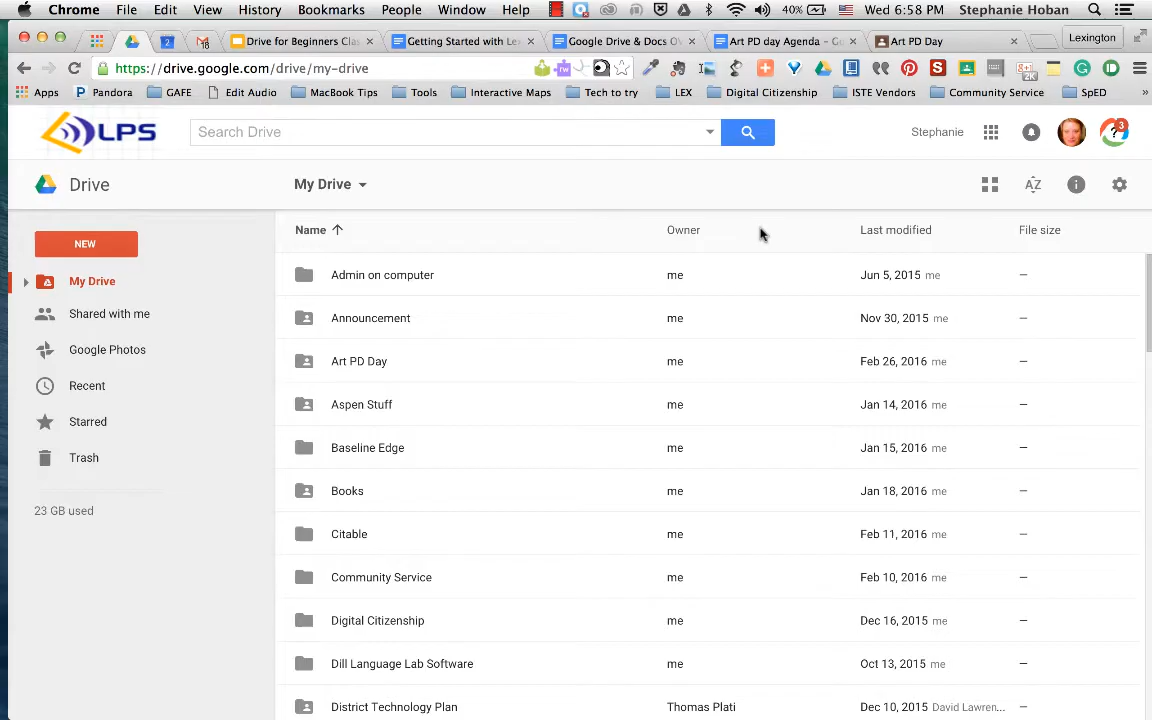 Chrome File Edit View History Bookmarks People Window Help 40% Wed 6:58 PM Stephanie Hoban
2 18 Drive for Beginners Cla Getting Started with Le Google Drive & Docs O Art PD day Agenda - Go Art PD Day Lexington
https://drive.google.com/drive/my-drive
Apps Pandora GAFE Edit Audio MacBook Tips Tools Interactive Maps Tech to try LEX Digital Citizenship ISTE Vendors Community Service SpED »
LPS Search Drive Stephanie 3
Drive My Drive AZ
NEW Name Owner Last modified File size
My Drive
Shared with me
Google Photos
Recent
Starred
Trash
23 GB used
Admin on computer me Jun 5, 2015 me –
Announcement me Nov 30, 2015 me –
Art PD Day me Feb 26, 2016 me –
Aspen Stuff me Jan 14, 2016 me –
Baseline Edge me Jan 15, 2016 me –
Books me Jan 18, 2016 me –
Citable me Feb 11, 2016 me –
Community Service me Feb 10, 2016 me –
Digital Citizenship me Dec 16, 2015 me –
Dill Language Lab Software me Oct 13, 2015 me –
District Technology Plan Thomas Plati Dec 10, 2015 David Lawren...